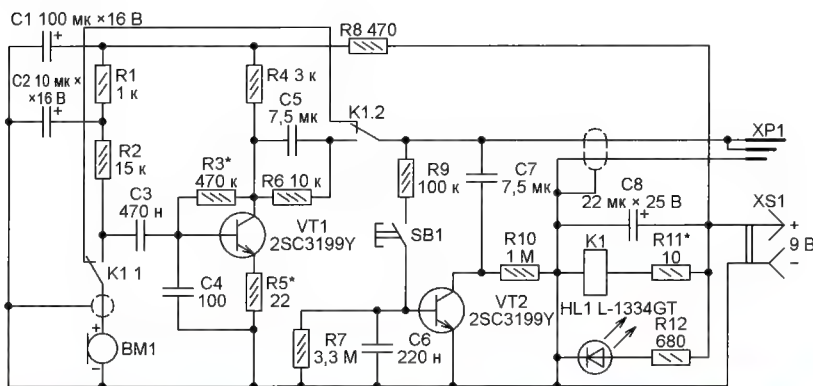 C1 100 мк ×16 В
C2 10 мк ×
×16 В
R1
1 к
R2
15 к
C3
470 н
R3*
470 к
R4 3 к
C5
7,5 мк
R6 10 к
K1.2
R8 470
VT1
2SC3199Y
R5*
22
C4
100
K1 1
+
BM1
−
R9
100 к
SB1
C7
7,5 мк
R7
3,3 М
C6
220 н
VT2
2SC3199Y
R10
1 М
C8
22 мк × 25 В
K1
R11*
10
HL1 L-1334GT
R12
680
XP1
XS1
+
9 В
−